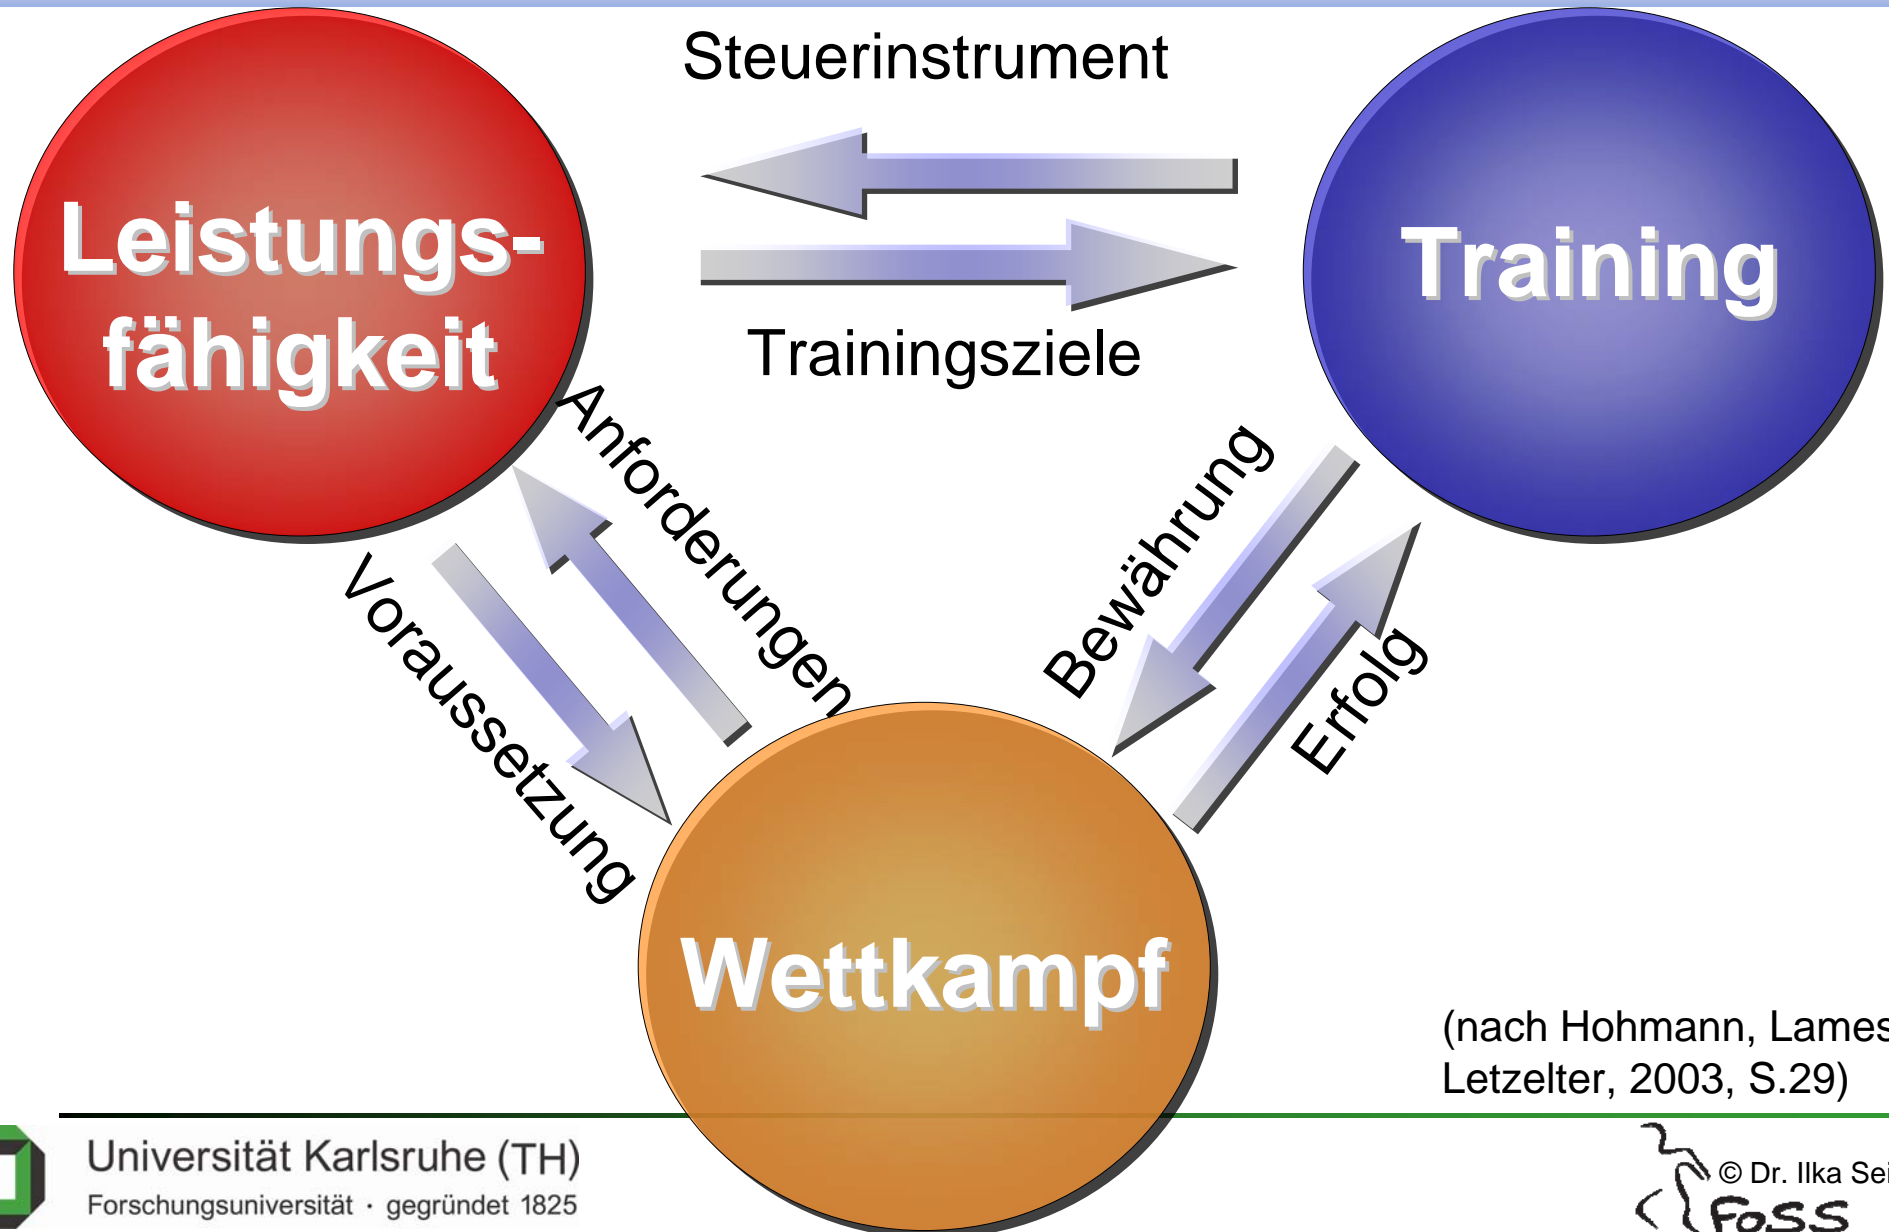 Steuerinstrument
Leistungs-
fähigkeit
Training
Trainingsziele
Anforderungen
Voraussetzung
Bewährung
Erfolg
Wettkampf
(nach Hohmann, Lames
Letzelter, 2003, S.29)
Universität Karlsruhe (TH)
Forschungsuniversität · gegründet 1825
© Dr. Ilka
FoSS